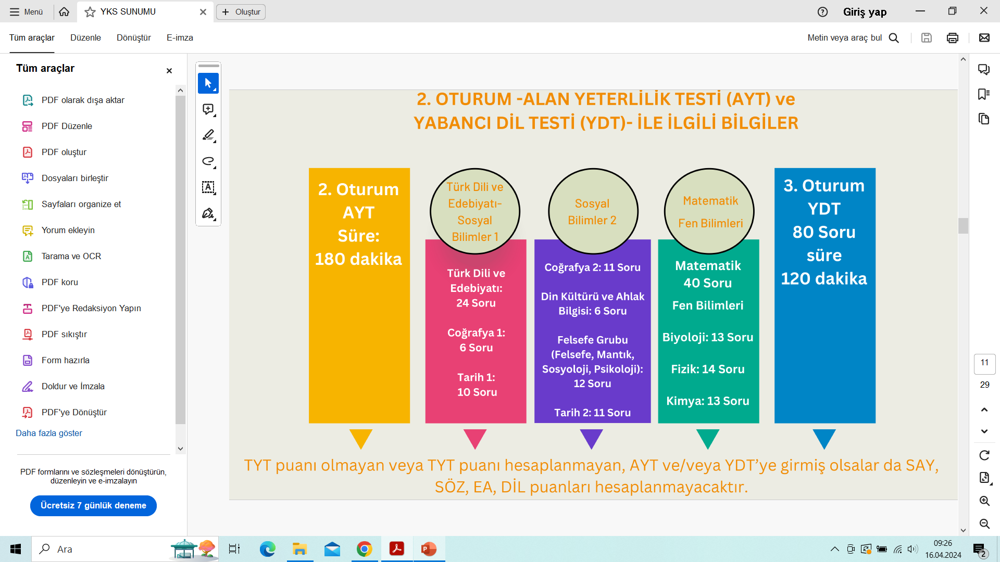 Menü
YKS SUNUMU
Oluştur
Giriş yap
Tüm araçlar
Düzenle
Dönüştür
E-imza
Metin veya araç bul
Tüm araçlar
PDF olarak dışa aktar
PDF Düzenle
PDF oluştur
Dosyaları birleştir
Sayfaları organize et
Yorum ekleyin
Tarama ve OCR
PDF koru
PDF'ye Redaksiyon Yapın
PDF sıkıştır
Form hazırla
Doldur ve İmzala
PDF'ye Dönüştür
Daha fazla göster
PDF formlarını ve sözleşmeleri dönüştürün,
düzenleyin ve e-imzalayın
Ücretsiz 7 günlük deneme
2. OTURUM -ALAN YETERLİLİK TESTİ (AYT) ve
YABANCI DİL TESTİ (YDT)- İLE İLGİLİ BİLGİLER
2. Oturum
AYT
Süre:
180 dakika
Türk Dili ve
Edebiyatı-
Sosyal
Bilimler 1
Türk Dili ve
Edebiyatı:
24 Soru
Coğrafya 1:
6 Soru
Tarih 1:
10 Soru
Sosyal
Bilimler 2
Coğrafya 2: 11 Soru
Din Kültürü ve Ahlak
Bilgisi: 6 Soru
Felsefe Grubu
(Felsefe, Mantık,
Sosyoloji, Psikoloji):
12 Soru
Tarih 2: 11 Soru
Matematik
Fen Bilimleri
Matematik
40 Soru
Fen Bilimleri
Biyoloji: 13 Soru
Fizik: 14 Soru
Kimya: 13 Soru
3. Oturum
YDT
80 Soru
süre
120 dakika
TYT puanı olmayan veya TYT puanı hesaplanmayan, AYT ve/veya YDT’ye girmiş olsalar da SAY,
SÖZ, EA, DİL puanları hesaplanmayacaktır.
11
29
Ara
09:26
16.04.2024
2